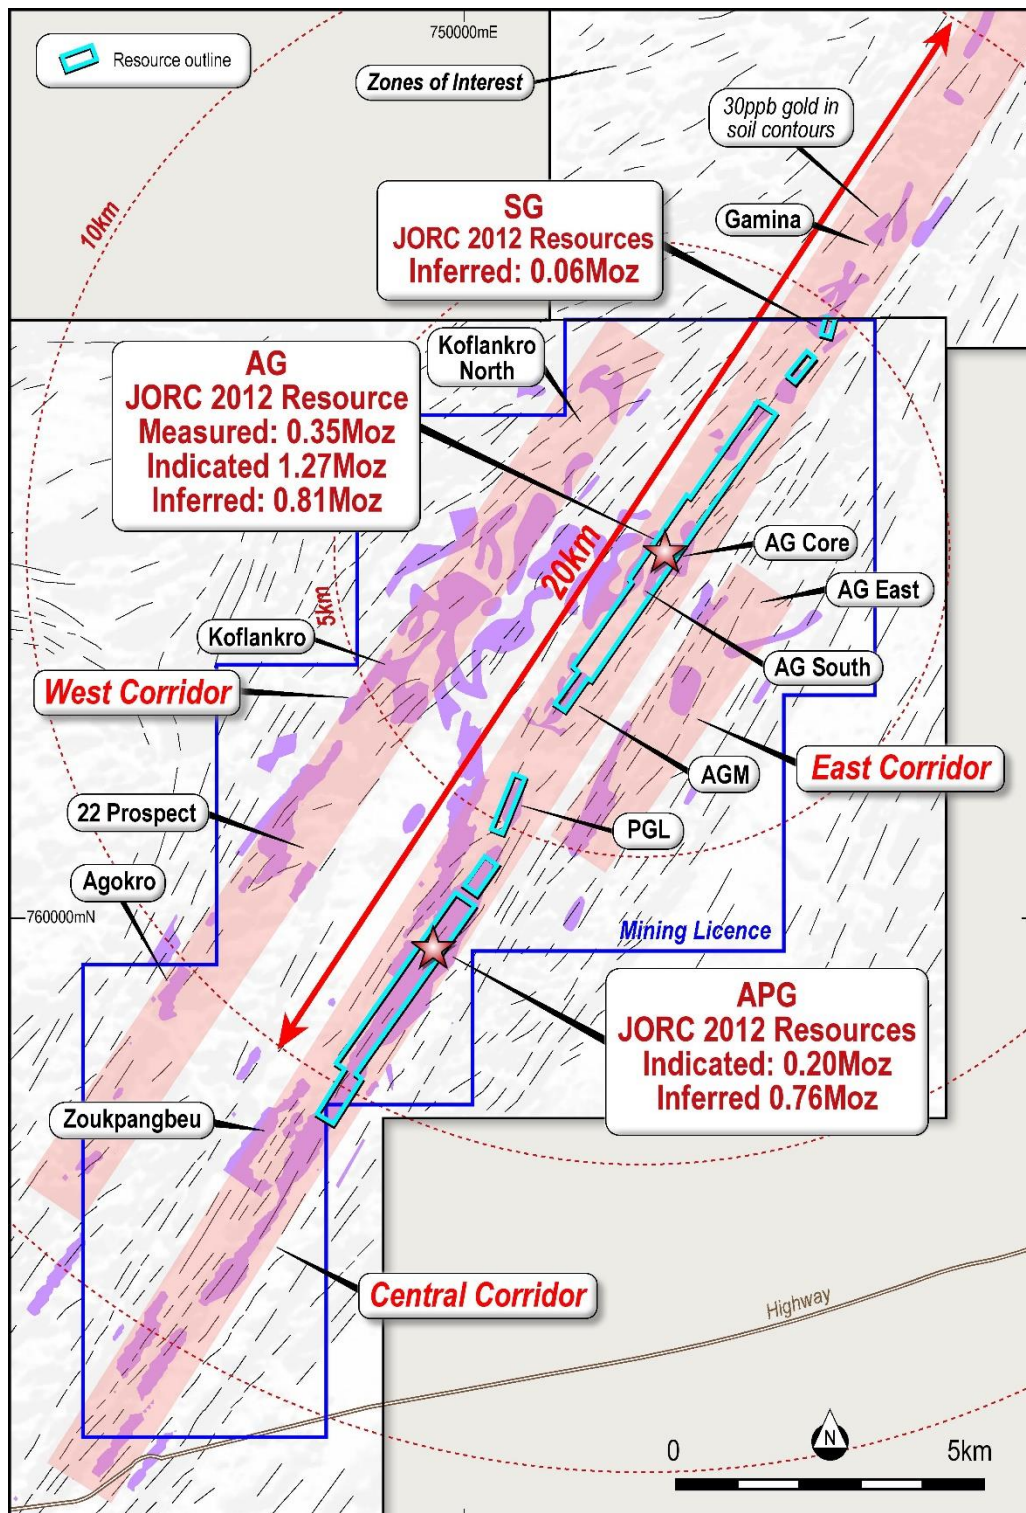 750000mE
Resource outline
Zones of Interest
30ppb gold in
soil contours
10km
SG
JORC 2012 Resources
Inferred: 0.06Moz
Gamina
Koflankro
North
AG
JORC 2012 Resource
Measured: 0.35Moz
Indicated 1.27Moz
Inferred: 0.81Moz
20km
AG Core
5km
AG East
Koflankro
AG South
West Corridor
East Corridor
AGM
22 Prospect
PGL
Agokro
760000mN
Mining Licence
APG
JORC 2012 Resources
Indicated: 0.20Moz
Inferred 0.76Moz
Zoukpangbeu
Central Corridor
Highway
N
0 5km